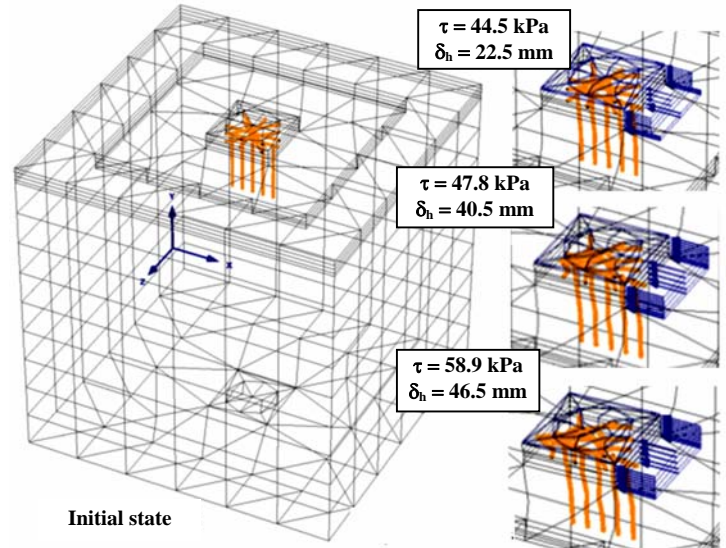 τ = 44.5 kPa
δh = 22.5 mm
τ = 47.8 kPa
δh = 40.5 mm
τ = 58.9 kPa
δh = 46.5 mm
Y
X
Z
Initial state